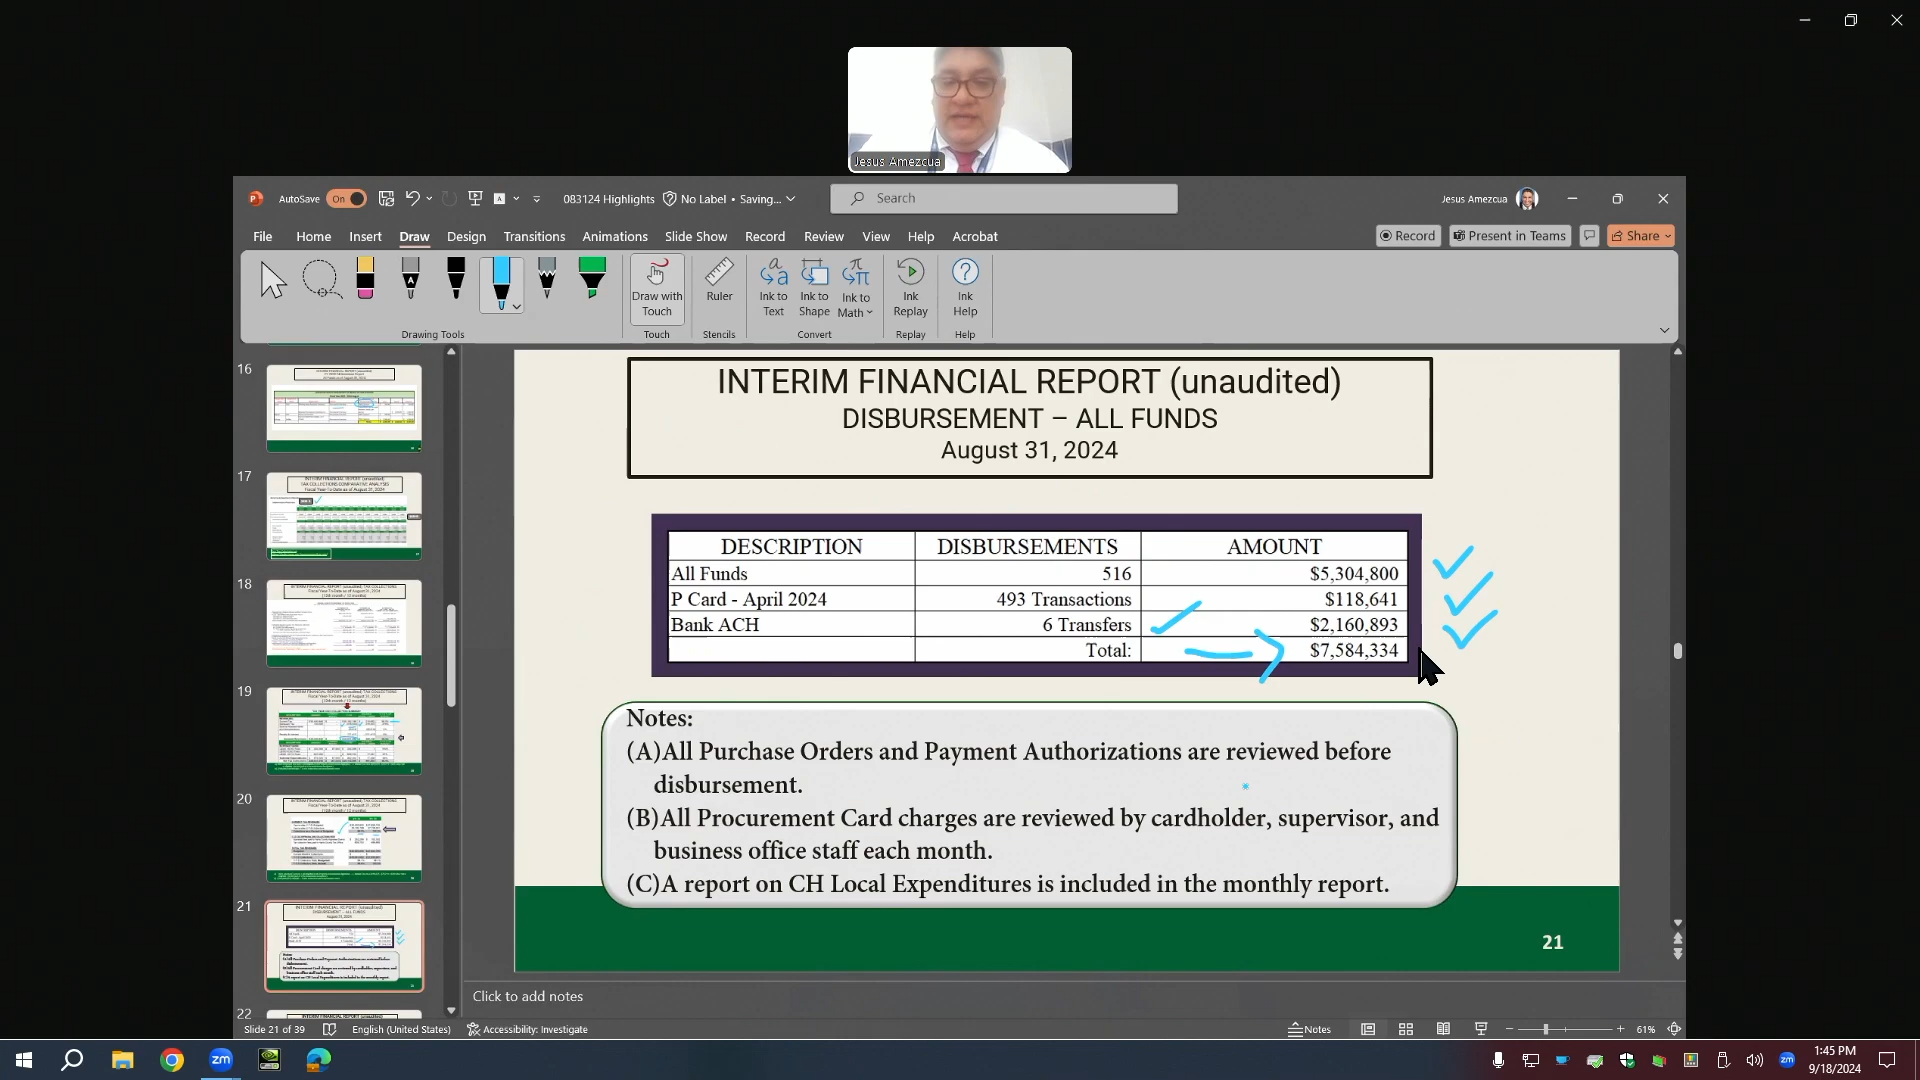 Jesus Amezcua
AutoSave On 083124 Highlights No Label • Saving... Search Jesus Amezcua
File Home Insert Draw Design Transitions Animations Slide Show Record Review View Help Acrobat Record Present in Teams Share
Draw with Touch
Ruler
Ink to Text
Ink to Shape
Ink to Math
Ink Replay
Ink Help
Drawing Tools Touch Stencils Convert Replay Help
16
17
18
19
20
21
22
INTERIM FINANCIAL REPORT (unaudited)
DISBURSEMENT – ALL FUNDS
August 31, 2024
DESCRIPTION DISBURSEMENTS AMOUNT
All Funds 516 $5,304,800
P Card - April 2024 493 Transactions $118,641
Bank ACH 6 Transfers $2,160,893
Total: $7,584,334
Notes:
(A)All Purchase Orders and Payment Authorizations are reviewed before
disbursement.
(B)All Procurement Card charges are reviewed by cardholder, supervisor, and
business office staff each month.
(C)A report on CH Local Expenditures is included in the monthly report.
21
Click to add notes
Slide 21 of 39 English (United States) Accessibility: Investigate Notes 61%
1:45 PM
9/18/2024